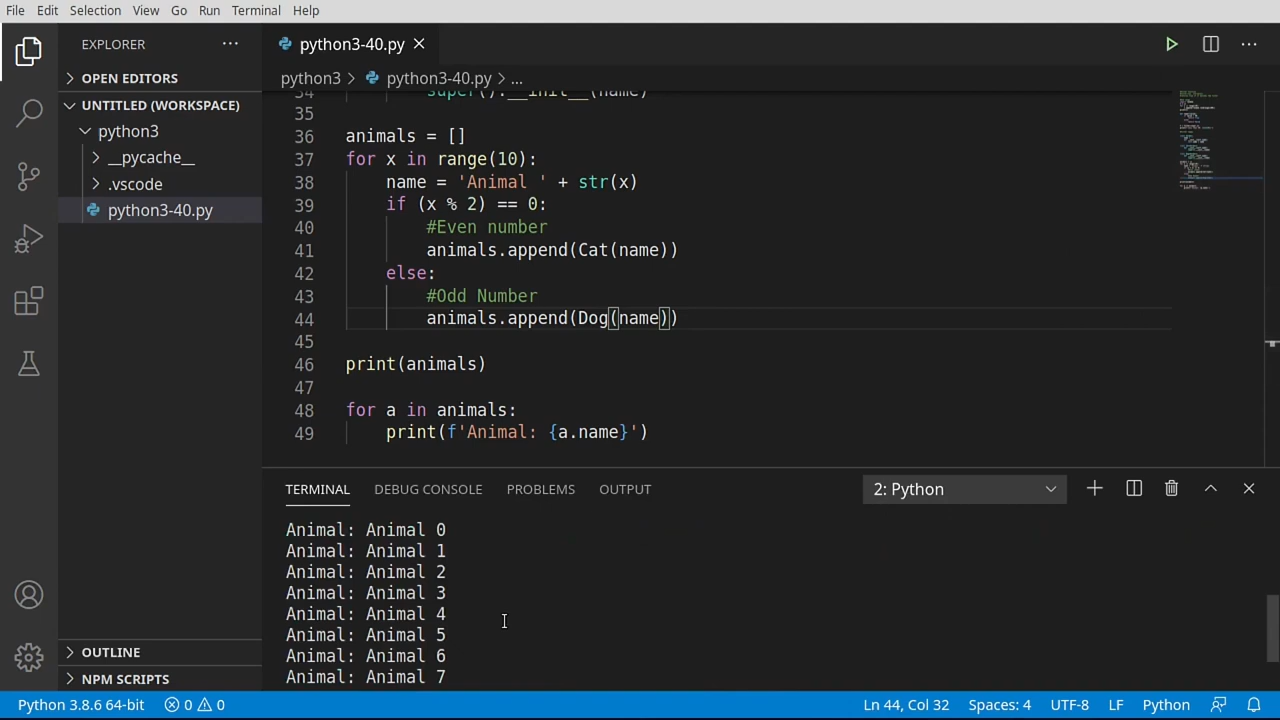 File Edit Selection View Go Run Terminal Help
EXPLORER
python3-40.py
OPEN EDITORS
python3 > python3-40.py > ...
UNTITLED (WORKSPACE)
python3
__pycache__
.vscode
python3-40.py
34 super().__init__(name)
35
36 animals = []
37 for x in range(10):
38 name = 'Animal ' + str(x)
39 if (x % 2) == 0:
40 #Even number
41 animals.append(Cat(name))
42 else:
43 #Odd Number
44 animals.append(Dog(name))
45
46 print(animals)
47
48 for a in animals:
49 print(f'Animal: {a.name}')
TERMINAL DEBUG CONSOLE PROBLEMS OUTPUT 2: Python
Animal: Animal 0
Animal: Animal 1
Animal: Animal 2
Animal: Animal 3
Animal: Animal 4
Animal: Animal 5
Animal: Animal 6
Animal: Animal 7
OUTLINE
NPM SCRIPTS
Python 3.8.6 64-bit 0 0 Ln 44, Col 32 Spaces: 4 UTF-8 LF Python